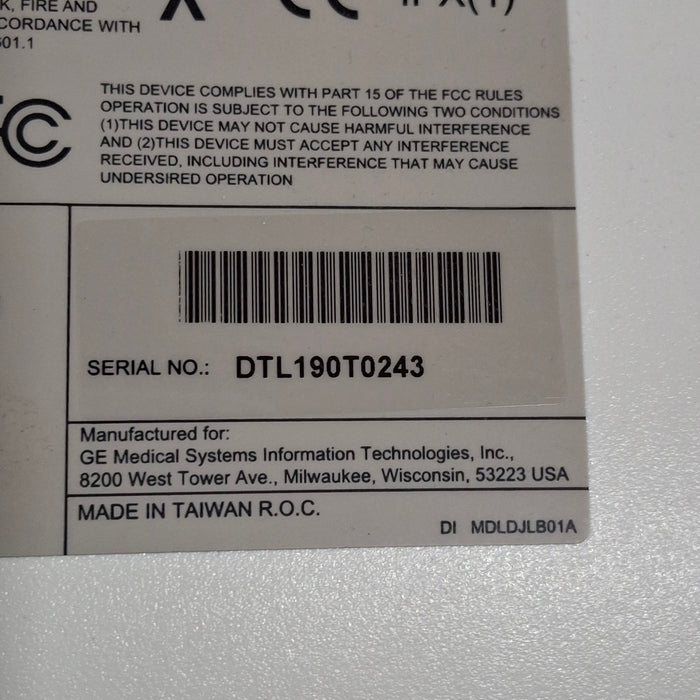 K, FIRE AND
CORDANCE WITH
601.1
IPX(1)
FC
THIS DEVICE COMPLIES WITH PART 15 OF THE FCC RULES
OPERATION IS SUBJECT TO THE FOLLOWING TWO CONDITIONS
(1)THIS DEVICE MAY NOT CAUSE HARMFUL INTERFERENCE
AND (2)THIS DEVICE MUST ACCEPT ANY INTERFERENCE
RECEIVED, INCLUDING INTERFERENCE THAT MAY CAUSE
UNDERSIRED OPERATION
SERIAL NO.: DTL190T0243
Manufactured for:
GE Medical Systems Information Technologies, Inc.,
8200 West Tower Ave., Milwaukee, Wisconsin, 53223 USA
MADE IN TAIWAN R.O.C.
DI MDLDJLB01A